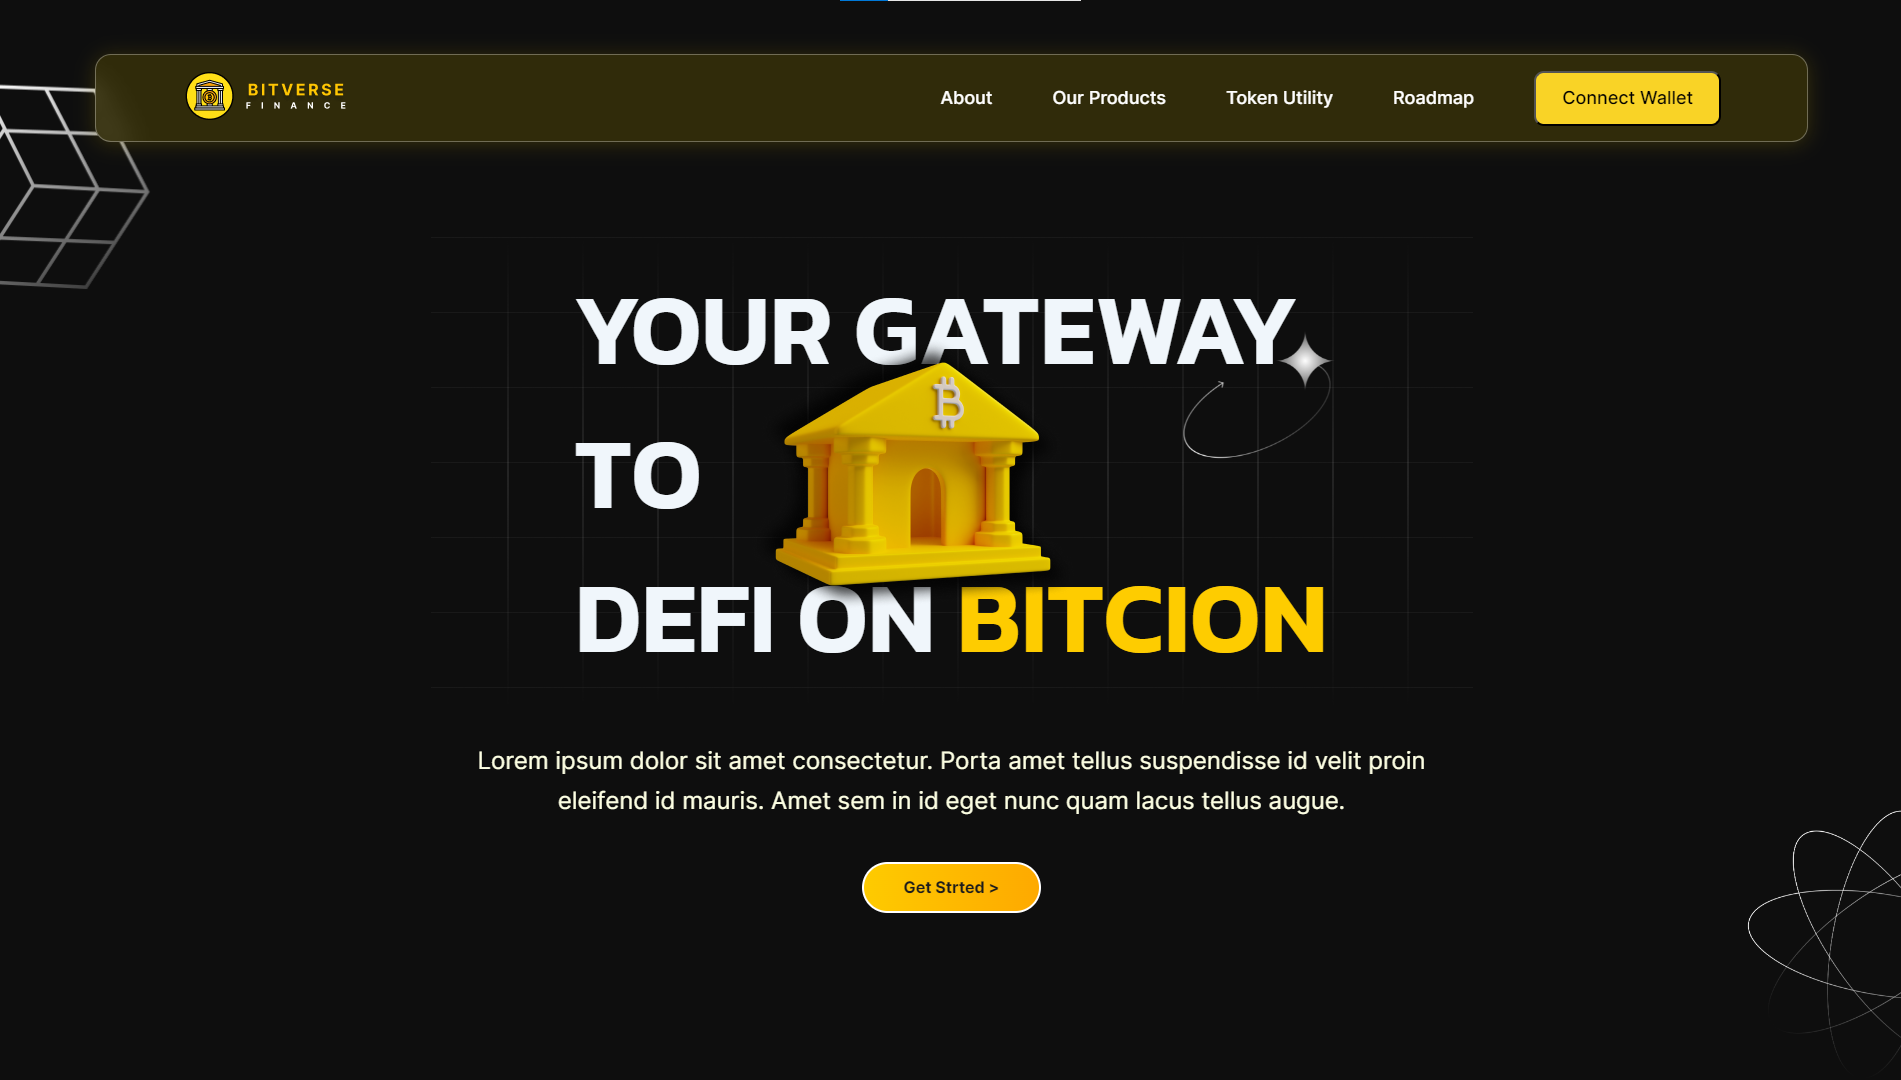 BITVERSE
FINANCE
About
Our Products
Token Utility
Roadmap
Connect Wallet
YOUR GATEWAY
TO
DEFI ON BITCION
Lorem ipsum dolor sit amet consectetur. Porta amet tellus suspendisse id velit proin
eleifend id mauris. Amet sem in id eget nunc quam lacus tellus augue.
Get Strted >